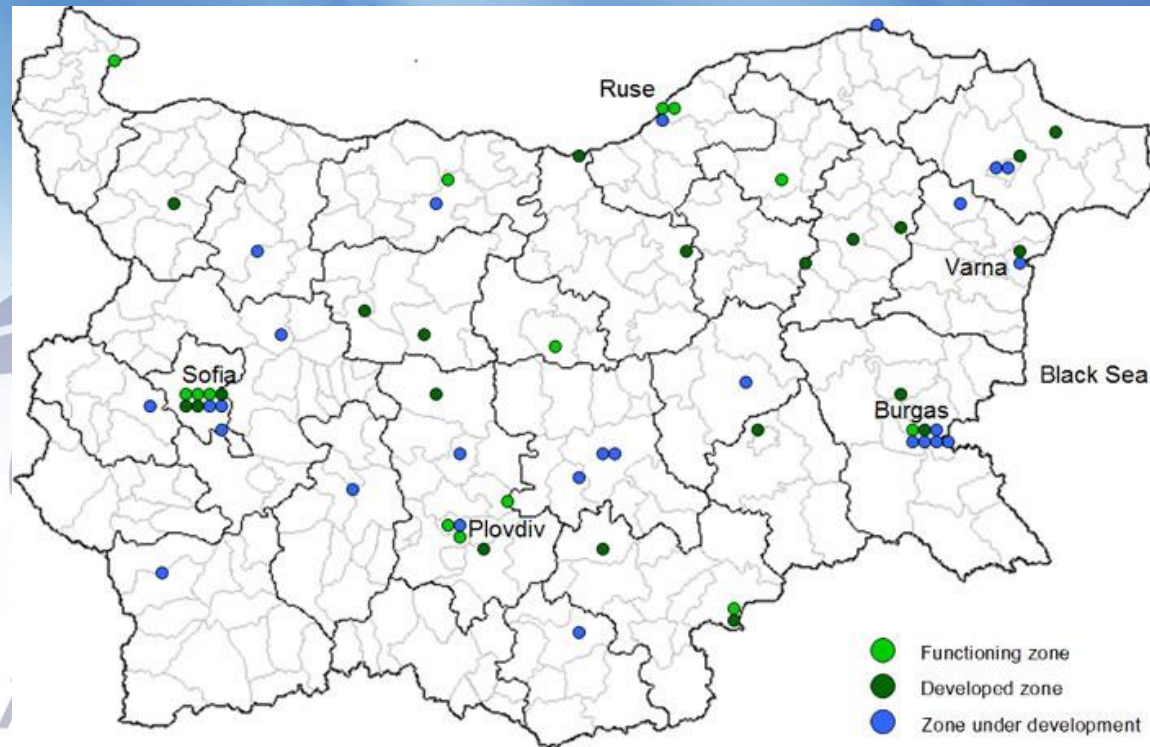 Ruse
Varna
Sofia
Black Sea
Burgas
Plovdiv
Functioning zone
Developed zone
Zone under development